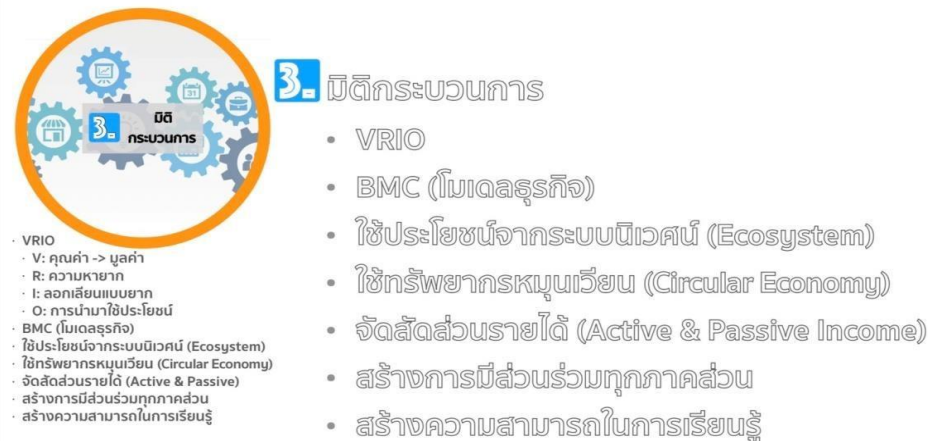 3. มิติ
กระบวนการ
· VRIO
· V: คุณค่า -> มูลค่า
· R: ความหายาก
· I: ลอกเลียนแบบยาก
· O: การนำมาใช้ประโยชน์
· BMC (โมเดลธุรกิจ)
· ใช้ประโยชน์จากระบบนิเวศน์ (Ecosystem)
· ใช้ทรัพยากรหมุนเวียน (Circular Economy)
· จัดสัดส่วนรายได้ (Active & Passive)
· สร้างการมีส่วนร่วมทุกภาคส่วน
· สร้างความสามารถในการเรียนรู้
3. มิติกระบวนการ
• VRIO
• BMC (โมเดลธุรกิจ)
• ใช้ประโยชน์จากระบบนิเวศน์ (Ecosystem)
• ใช้ทรัพยากรหมุนเวียน (Circular Economy)
• จัดสัดส่วนรายได้ (Active & Passive Income)
• สร้างการมีส่วนร่วมทุกภาคส่วน
• สร้างความสามารถในการเรียนรู้